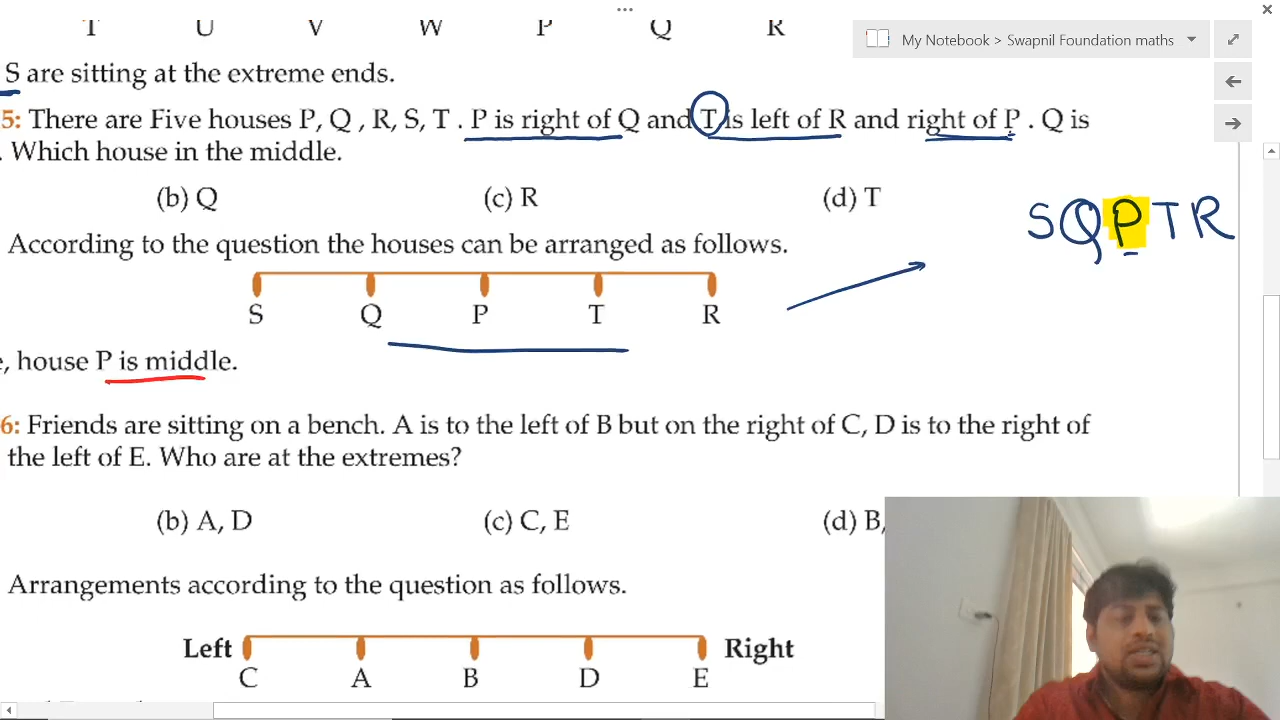 T U V W P Q R
My Notebook > Swapnil Foundation maths
S are sitting at the extreme ends.
5: There are Five houses P, Q , R, S, T . P is right of Q and T is left of R and right of P . Q is
. Which house in the middle.
(b) Q (c) R (d) T
SQPTR
According to the question the houses can be arranged as follows.
S Q P T R
e, house P is middle.
6: Friends are sitting on a bench. A is to the left of B but on the right of C, D is to the right of
the left of E. Who are at the extremes?
(b) A, D (c) C, E (d) B,
Arrangements according to the question as follows.
Left Right
C A B D E